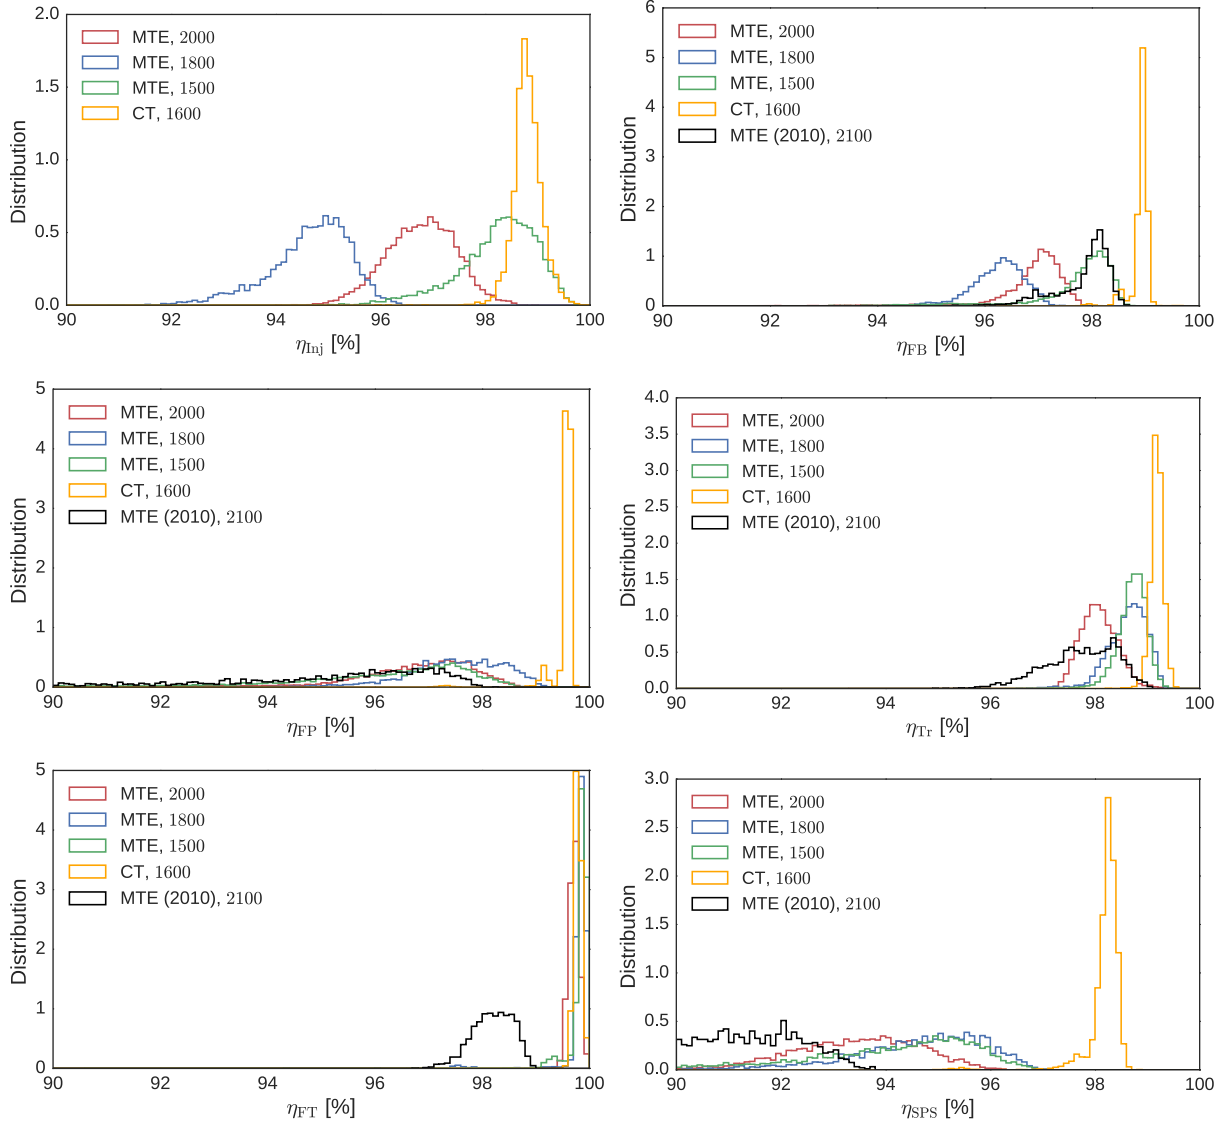 2.0
1.5
1.0
0.5
0.0
Distribution
MTE, 2000
MTE, 1800
MTE, 1500
CT, 1600
90 92 94 96 98 100
η_Inj [%]
6
5
4
3
2
1
0
Distribution
MTE, 2000
MTE, 1800
MTE, 1500
CT, 1600
MTE (2010), 2100
90 92 94 96 98 100
η_FB [%]
5
4
3
2
1
0
Distribution
MTE, 2000
MTE, 1800
MTE, 1500
CT, 1600
MTE (2010), 2100
90 92 94 96 98 100
η_FP [%]
4.0
3.5
3.0
2.5
2.0
1.5
1.0
0.5
0.0
Distribution
MTE, 2000
MTE, 1800
MTE, 1500
CT, 1600
MTE (2010), 2100
90 92 94 96 98 100
η_Tr [%]
5
4
3
2
1
0
Distribution
MTE, 2000
MTE, 1800
MTE, 1500
CT, 1600
MTE (2010), 2100
90 92 94 96 98 100
η_FT [%]
3.0
2.5
2.0
1.5
1.0
0.5
0.0
Distribution
MTE, 2000
MTE, 1800
MTE, 1500
CT, 1600
MTE (2010), 2100
90 92 94 96 98 100
η_SPS [%]